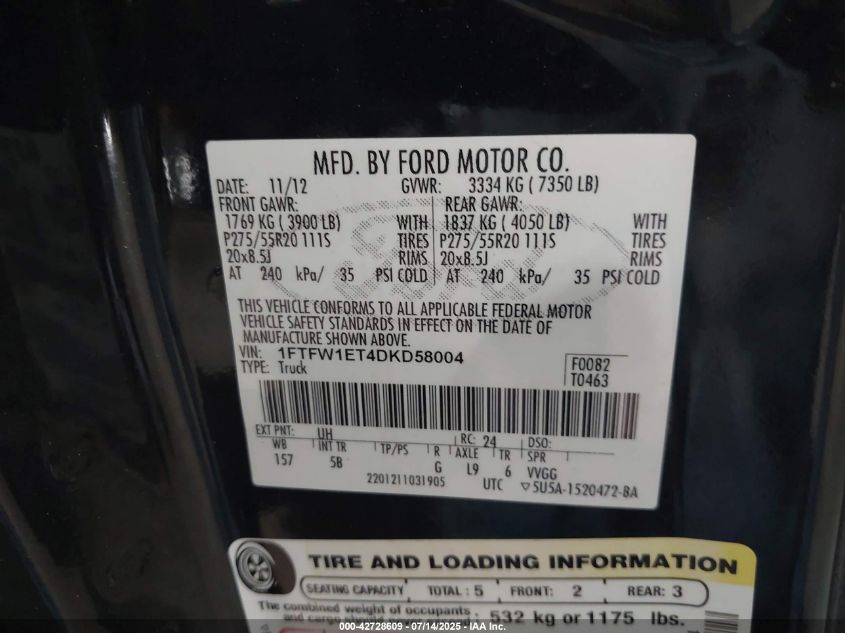 MFD. BY FORD MOTOR CO.
DATE: 11/12 GVWR: 3334 KG ( 7350 LB)
FRONT GAWR: REAR GAWR:
1769 KG ( 3900 LB) WITH 1837 KG ( 4050 LB) WITH
P275/55R20 111S TIRES P275/55R20 111S TIRES
20x8.5J RIMS 20x8.5J RIMS
AT 240 kPa/ 35 PSI COLD AT 240 kPa/ 35 PSI COLD
THIS VEHICLE CONFORMS TO ALL APPLICABLE FEDERAL MOTOR
VEHICLE SAFETY STANDARDS IN EFFECT ON THE DATE OF
MANUFACTURE SHOWN ABOVE.
VIN: 1FTFW1ET4DKD58004 F0082
TYPE: Truck T0463
EXT PNT: UH RC: 24 DSO:
WB INT TR TP/PS R AXLE TR SPR
157 5B G L9 6 VVGG
2201211031905 UTC ▽5U5A-1520472-BA
TIRE AND LOADING INFORMATION
SEATING CAPACITY TOTAL : 5 FRONT: 2 REAR: 3
The combined weight of occupants
and cargo should 532 kg or 1175 lbs.
000-42728609 - 07/14/2025 - IAA Inc.